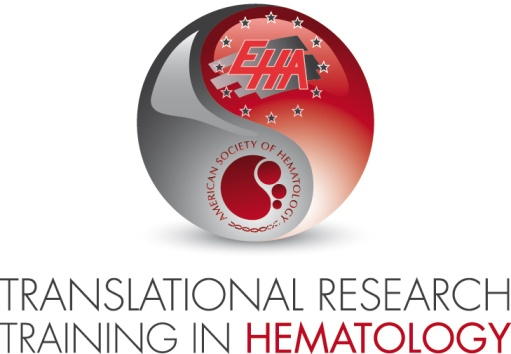 EHA
AMERICAN SOCIETY OF HEMATOLOGY
TRANSLATIONAL RESEARCH
TRAINING IN HEMATOLOGY